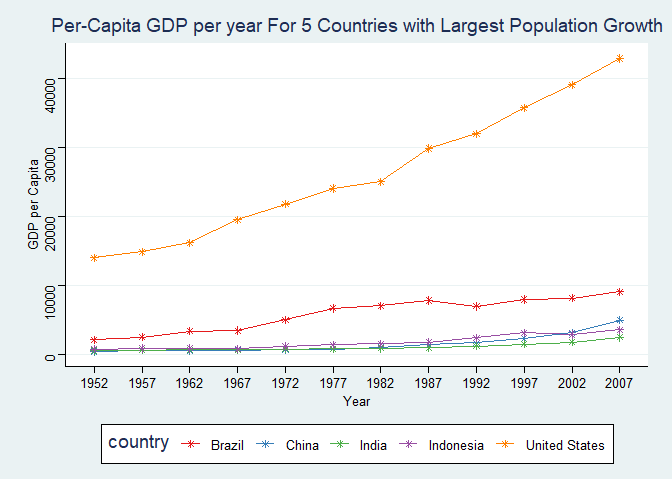 Per-Capita GDP per year For 5 Countries with Largest Population Growth
GDP per Capita
40000
30000
20000
10000
0
1952 1957 1962 1967 1972 1977 1982 1987 1992 1997 2002 2007
Year
country Brazil China India Indonesia United States